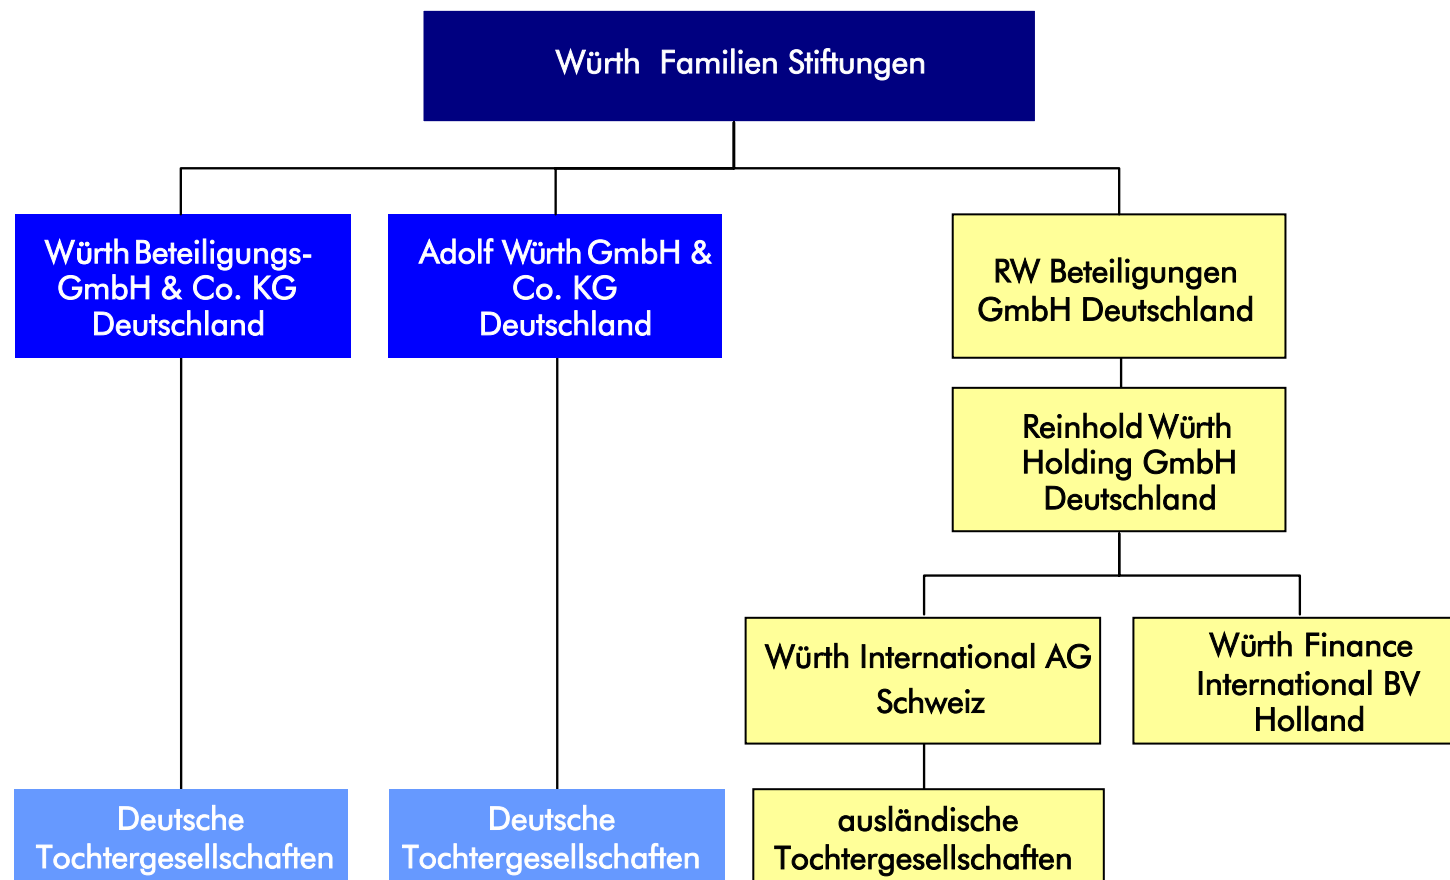 Würth Familien Stiftungen
Würth Beteiligungs-
GmbH & Co. KG
Deutschland
Adolf Würth GmbH &
Co. KG
Deutschland
RW Beteiligungen
GmbH Deutschland
Reinhold Würth
Holding GmbH
Deutschland
Würth International AG
Schweiz
Würth Finance
International BV
Holland
Deutsche
Tochtergesellschaften
Deutsche
Tochtergesellschaften
ausländische
Tochtergesellschaften